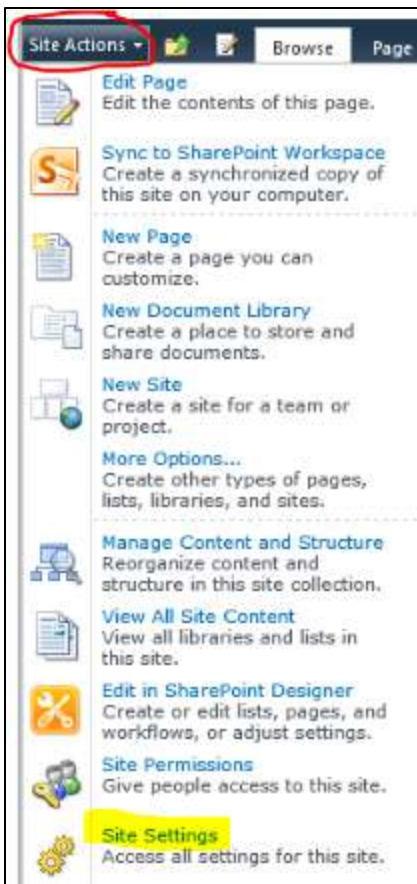 Site Actions Browse Page
Edit Page
Edit the contents of this page.
Sync to SharePoint Workspace
Create a synchronized copy of
this site on your computer.
New Page
Create a page you can
customize.
New Document Library
Create a place to store and
share documents.
New Site
Create a site for a team or
project.
More Options...
Create other types of pages,
lists, libraries, and sites.
Manage Content and Structure
Reorganize content and
structure in this site collection.
View All Site Content
View all libraries and lists in
this site.
Edit in SharePoint Designer
Create or edit lists, pages, and
workflows, or adjust settings.
Site Permissions
Give people access to this site.
Site Settings
Access all settings for this site.